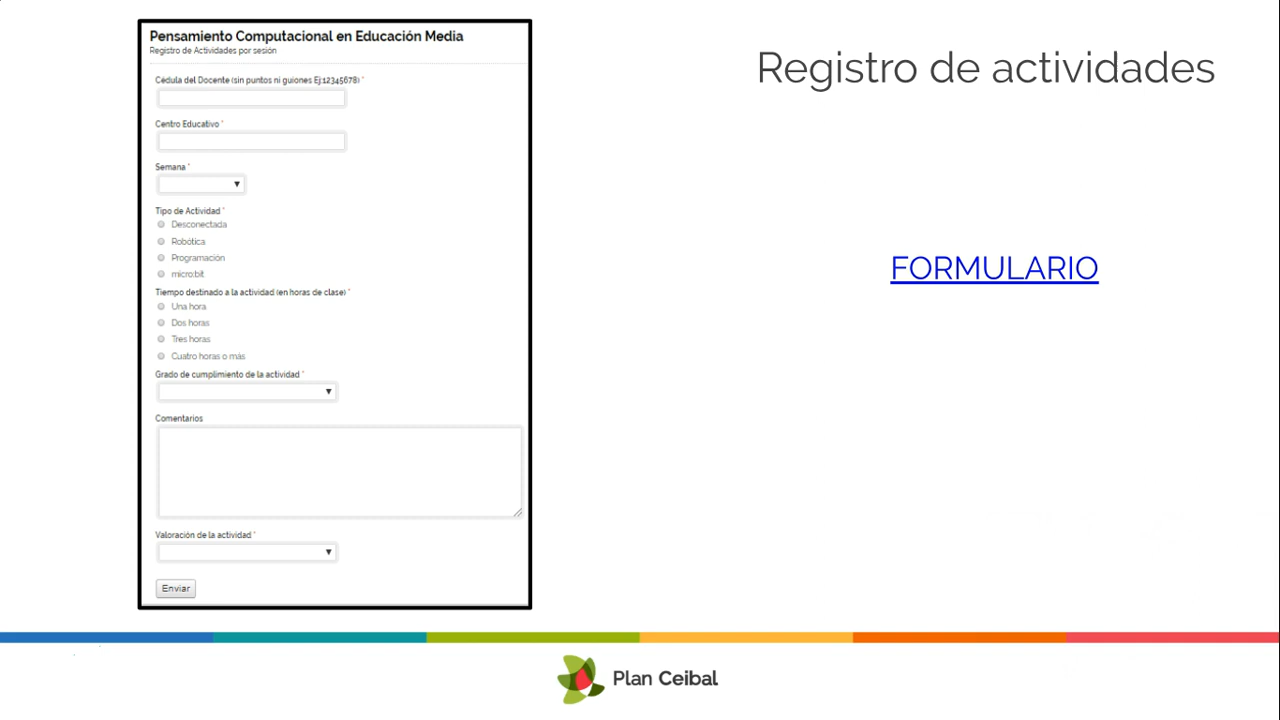 Pensamiento Computacional en Educación Media
Registro de Actividades por sesión
Cédula del Docente (sin puntos ni guiones Ej:12345678) *
Centro Educativo *
Semana *
Tipo de Actividad *
Desconectada
Robótica
Programación
micro:bit
Tiempo destinado a la actividad (en horas de clase) *
Una hora
Dos horas
Tres horas
Cuatro horas o más
Grado de cumplimiento de la actividad *
Comentarios
Valoración de la actividad *
Enviar
Registro de actividades
FORMULARIO
Plan Ceibal